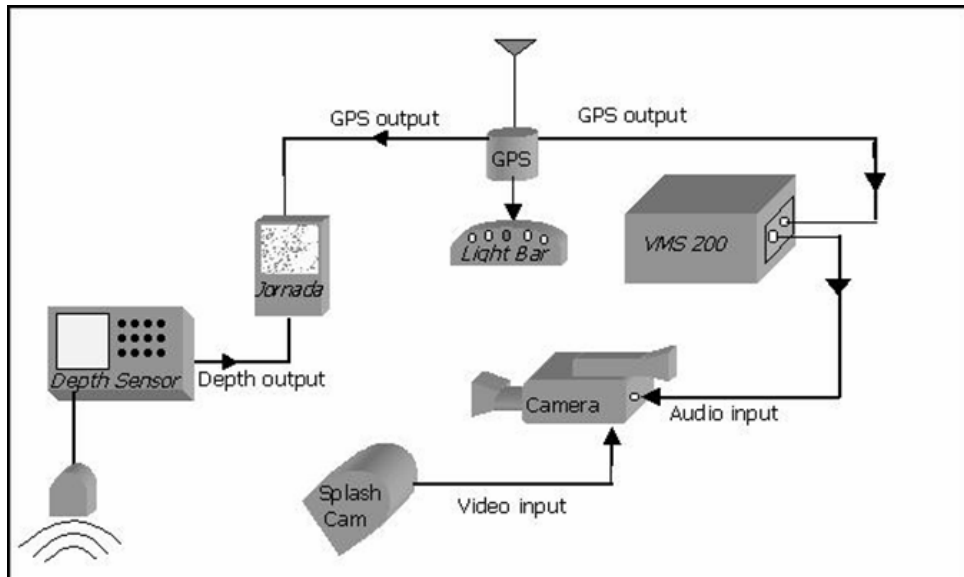 GPS output
GPS output
GPS
Light Bar
VMS 200
Jornada
Depth Sensor
Depth output
Camera
Audio input
Splash
Cam
Video input